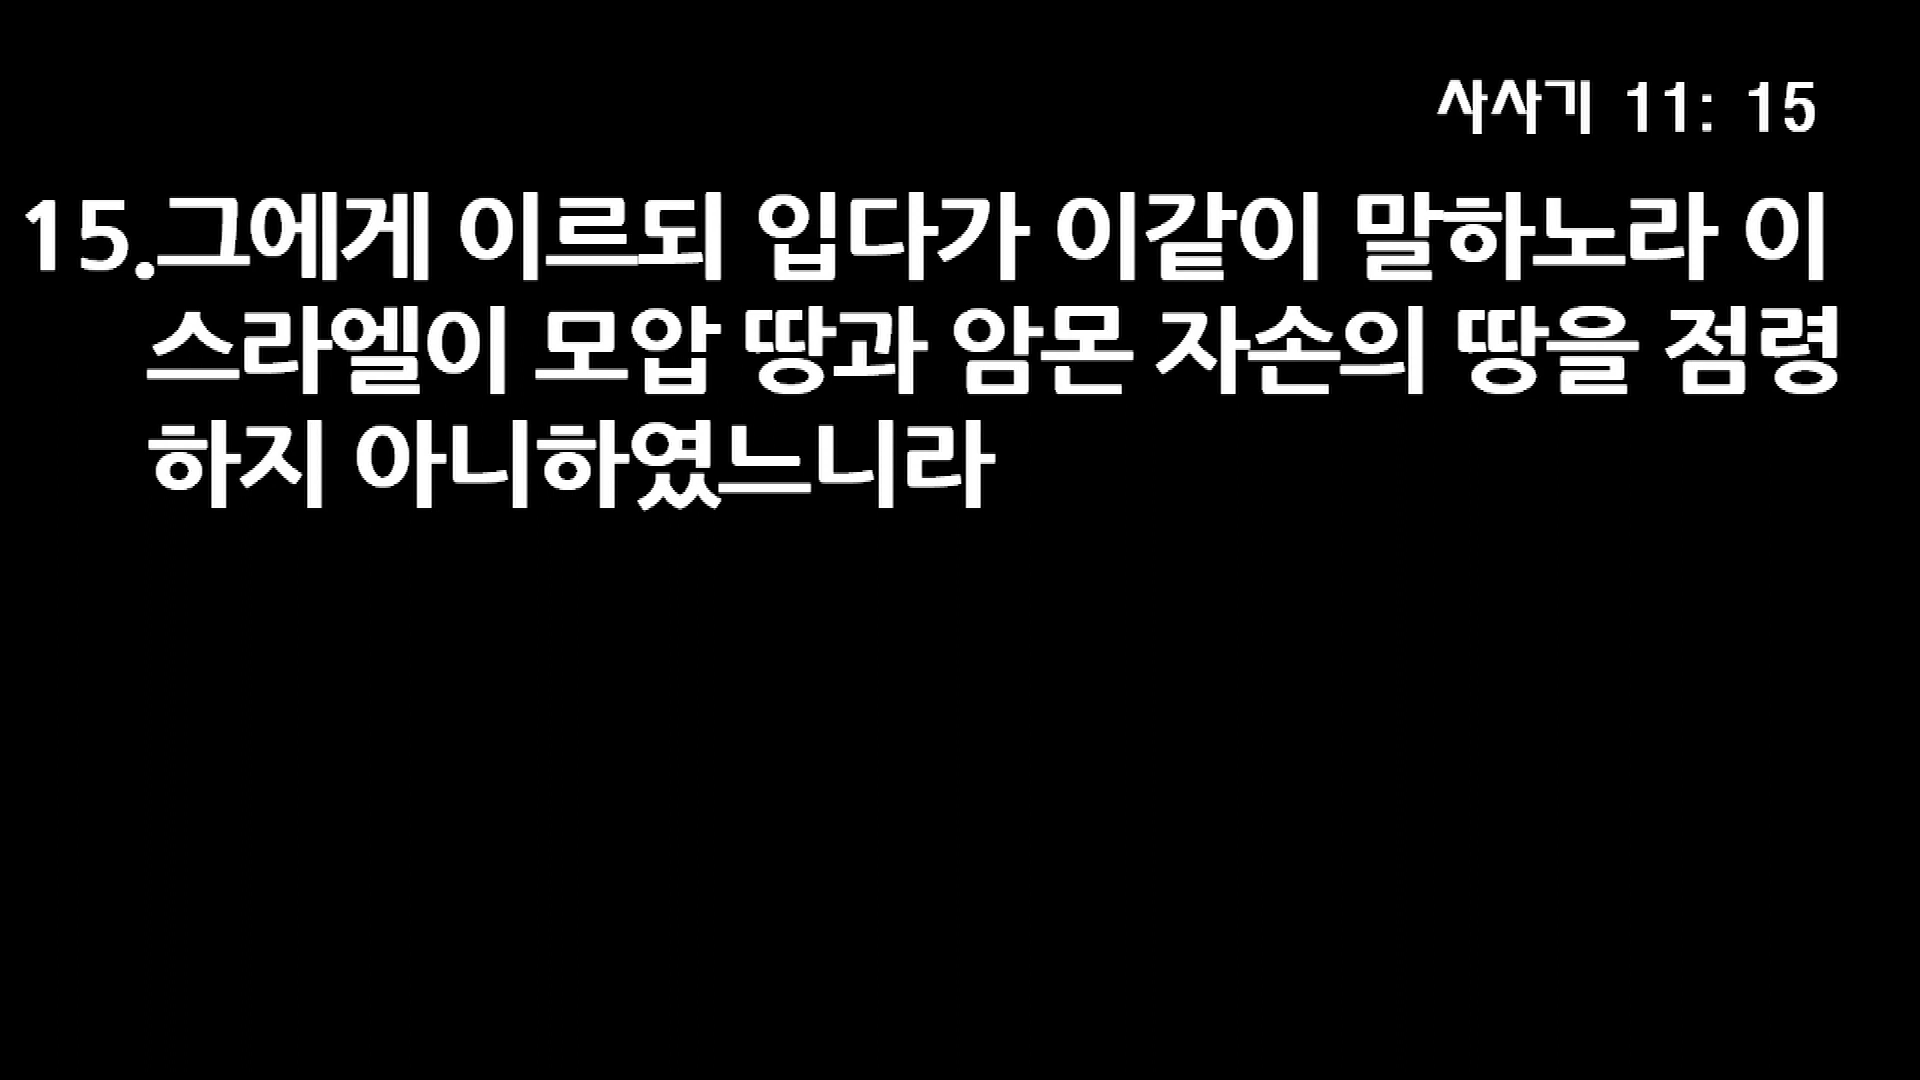 사사기 11: 15
15.그에게 이르되 입다가 이같이 말하노라 이
스라엘이 모압 땅과 암몬 자손의 땅을 점령
하지 아니하였느니라